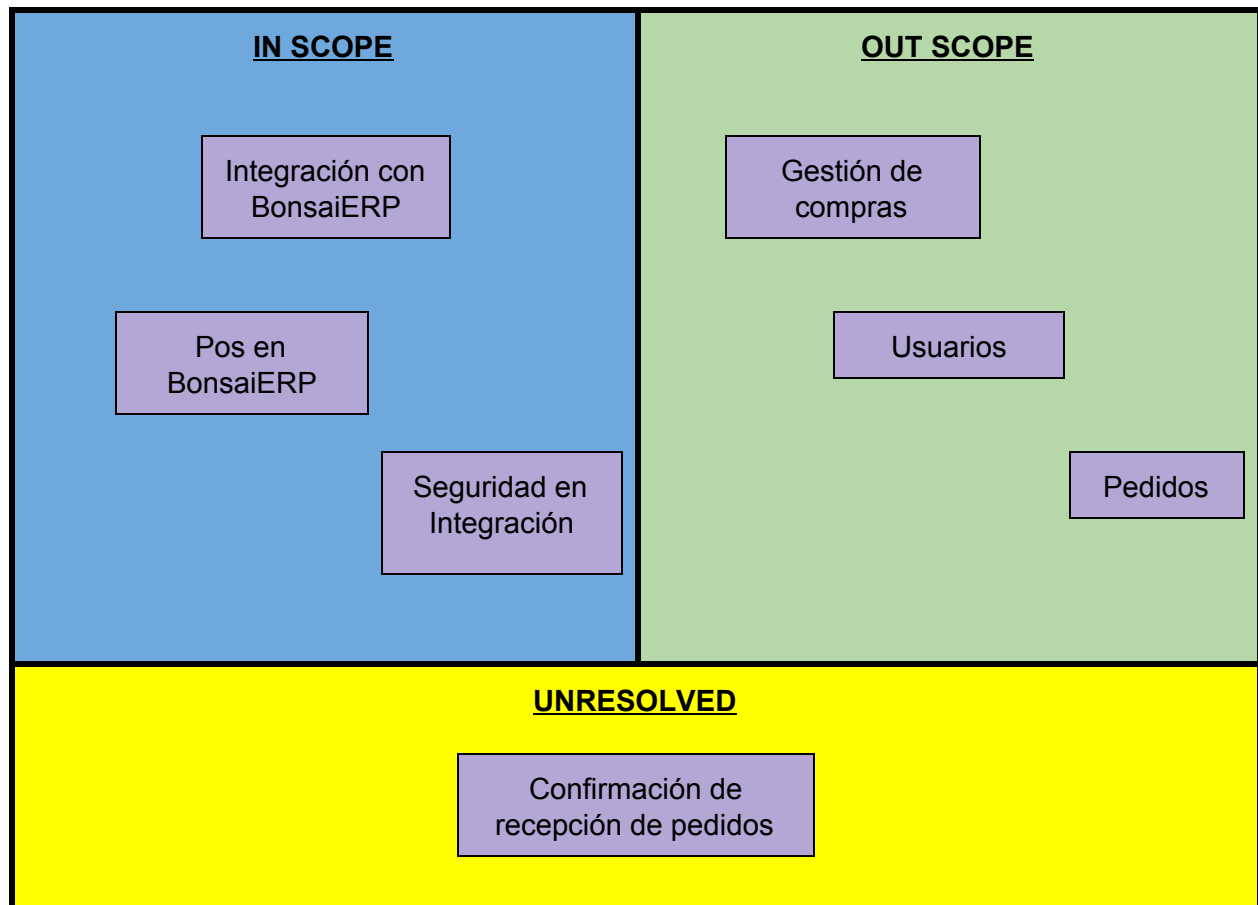 IN SCOPE
Integración con
BonsaiERP
Pos en
BonsaiERP
Seguridad en
Integración
OUT SCOPE
Gestión de
compras
Usuarios
Pedidos
UNRESOLVED
Confirmación de
recepción de pedidos